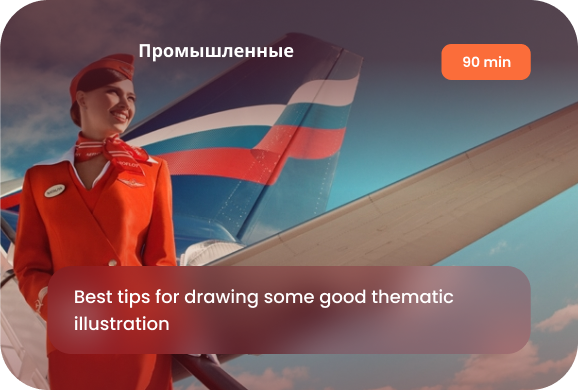 Промышленные
90 min
Best tips for drawing some good thematic
illustration